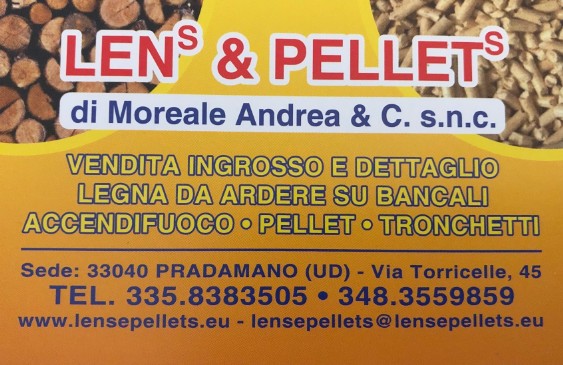 LENS & PELLETS
di Moreale Andrea & C. s.n.c.
VENDITA INGROSSO E DETTAGLIO
LEGNA DA ARDERE SU BANCALI
ACCENDIFUOCO • PELLET • TRONCHETTI
Sede: 33040 PRADAMANO (UD) - Via Torricelle, 45
TEL. 335.8383505 • 348.3559859
www.lensepellets.eu - lensepellets@lensepellets.eu